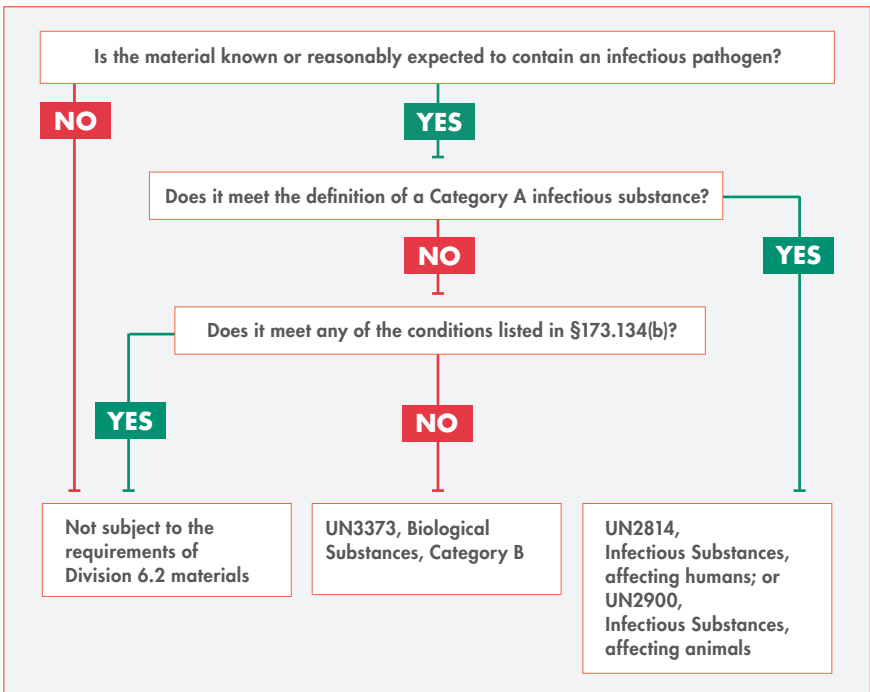 Is the material known or reasonably expected to contain an infectious pathogen?
NO
YES
Does it meet the definition of a Category A infectious substance?
NO
YES
Does it meet any of the conditions listed in §173.134(b)?
YES
NO
Not subject to the
requirements of
Division 6.2 materials
UN3373, Biological
Substances, Category B
UN2814,
Infectious Substances,
affecting humans; or
UN2900,
Infectious Substances,
affecting animals